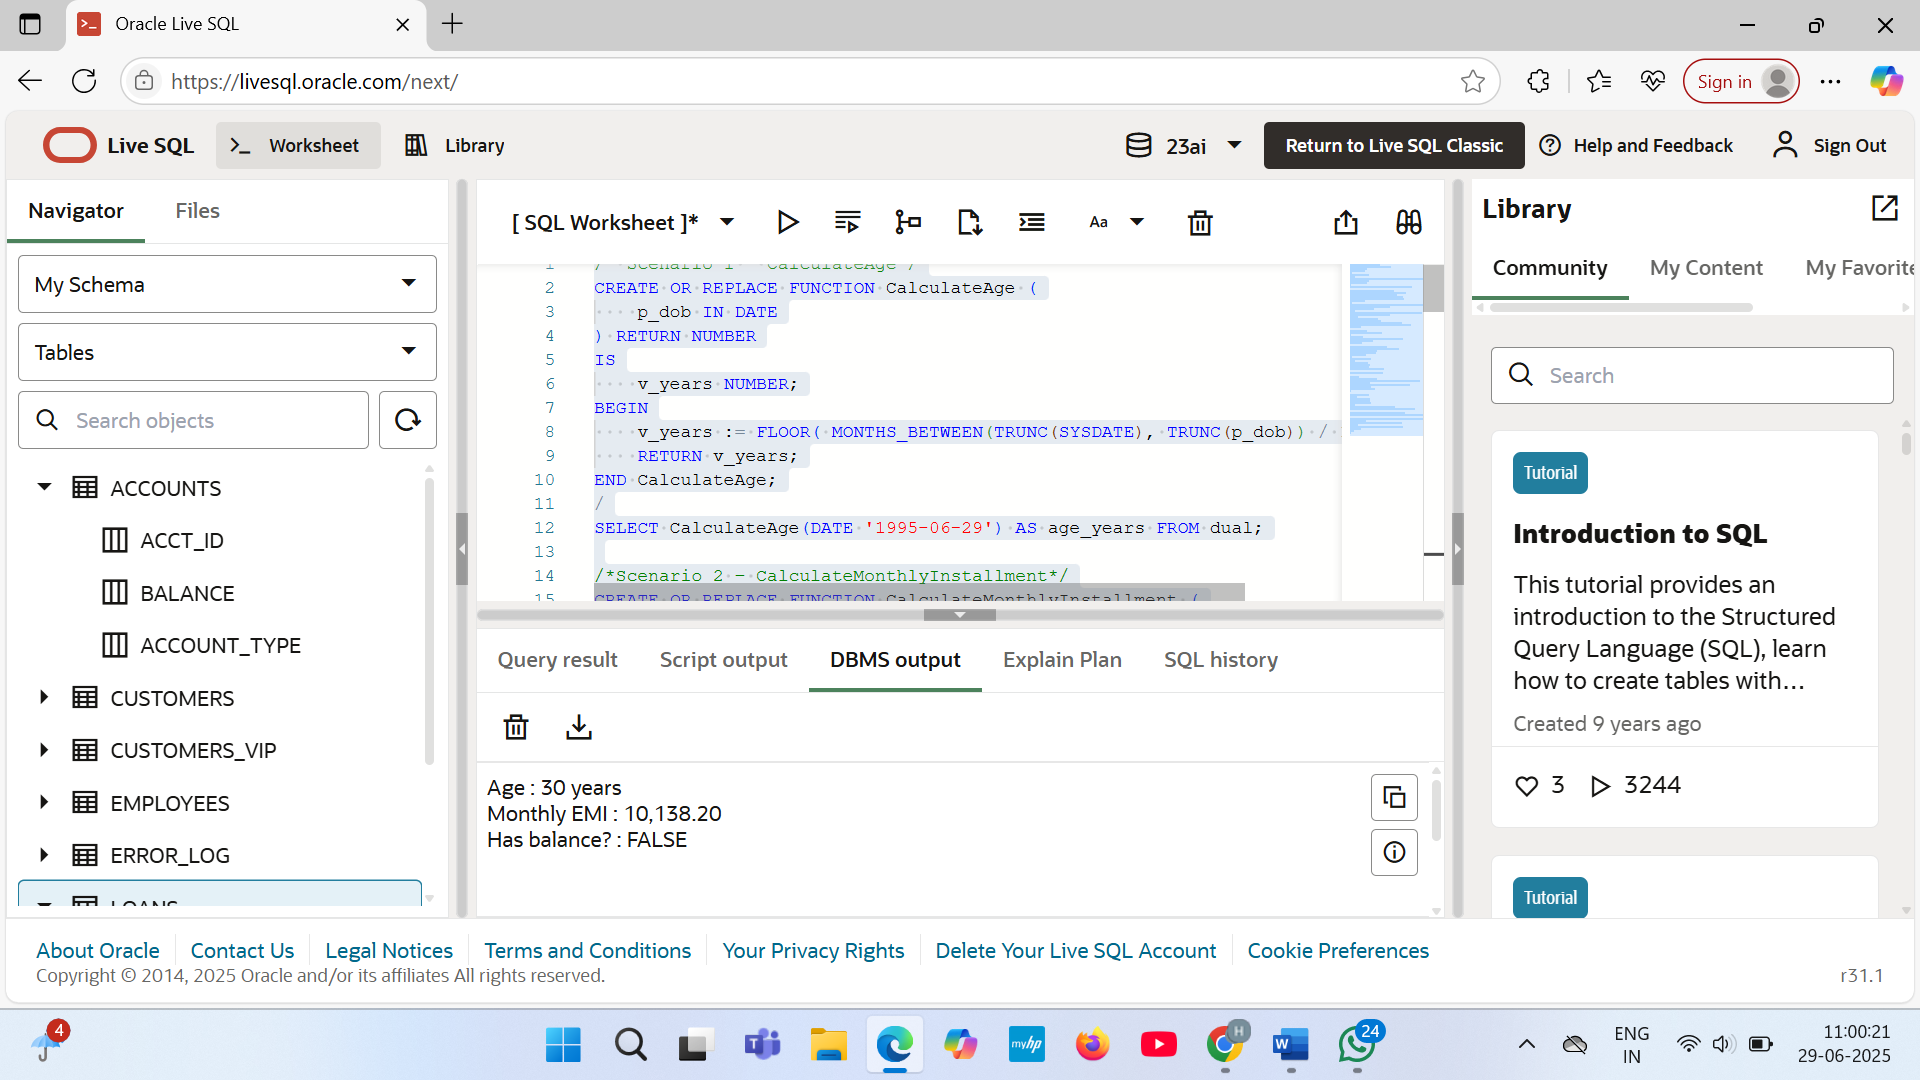 Oracle Live SQL
https://livesql.oracle.com/next/
Sign in
Live SQL
Worksheet
Library
23ai
Return to Live SQL Classic
Help and Feedback
Sign Out
Navigator
Files
My Schema
Tables
Search objects
ACCOUNTS
ACCT_ID
BALANCE
ACCOUNT_TYPE
CUSTOMERS
CUSTOMERS_VIP
EMPLOYEES
ERROR_LOG
LOANS
[ SQL Worksheet ]*
Aa
1 /* Scenario 1 - CalculateAge*/
2 CREATE OR REPLACE FUNCTION CalculateAge (
3 p_dob IN DATE
4 ) RETURN NUMBER
5 IS
6 v_years NUMBER;
7 BEGIN
8 v_years := FLOOR( MONTHS_BETWEEN(TRUNC(SYSDATE), TRUNC(p_dob)) /
9 RETURN v_years;
10 END CalculateAge;
11 /
12 SELECT CalculateAge(DATE '1995-06-29') AS age_years FROM dual;
13
14 /*Scenario 2 – CalculateMonthlyInstallment*/
15 CREATE OR REPLACE FUNCTION CalculateMonthlyInstallment (
Query result
Script output
DBMS output
Explain Plan
SQL history
Age : 30 years
Monthly EMI : 10,138.20
Has balance? : FALSE
Library
Community
My Content
My Favorite
Search
Tutorial
Introduction to SQL
This tutorial provides an
introduction to the Structured
Query Language (SQL), learn
how to create tables with...
Created 9 years ago
3
3244
Tutorial
About Oracle
Contact Us
Legal Notices
Terms and Conditions
Your Privacy Rights
Delete Your Live SQL Account
Cookie Preferences
Copyright © 2014, 2025 Oracle and/or its affiliates All rights reserved.
r31.1
4
myhp
H
W
24
ENG
IN
11:00:21
29-06-2025